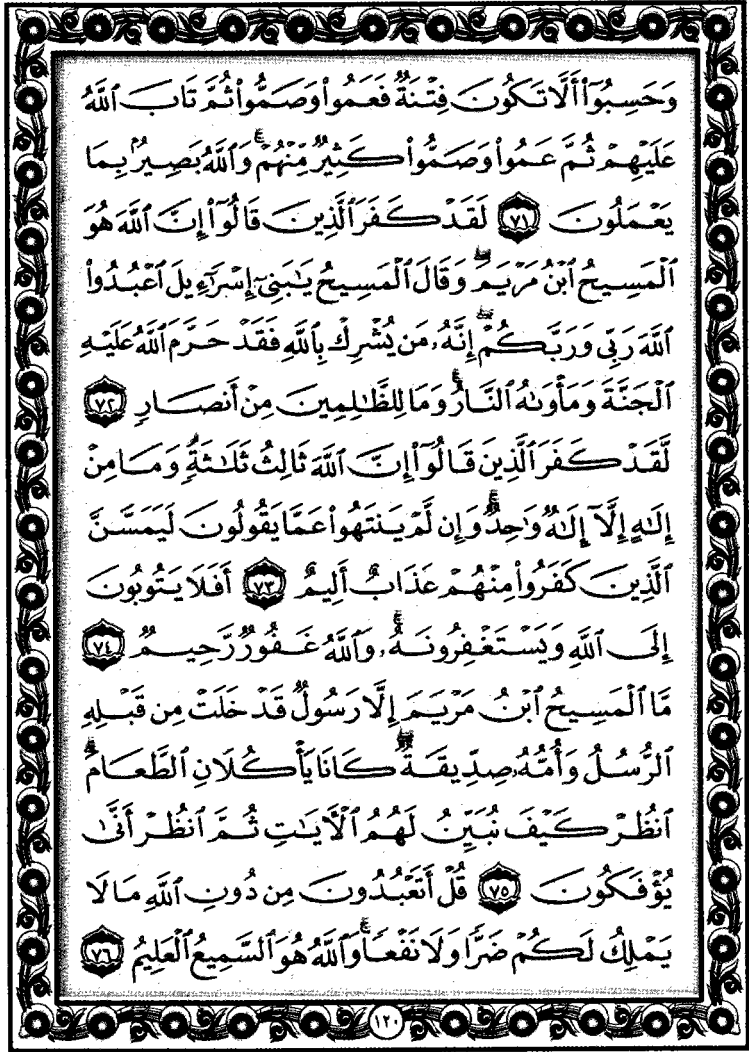 وَحَسِبُوٓا۟ أَلَّا تَكُونَ فِتْنَةٌ فَعَمُوا۟ وَصَمُّوا۟ ثُمَّ تَابَ ٱللَّهُ
عَلَيْهِمْ ثُمَّ عَمُوا۟ وَصَمُّوا۟ كَثِيرٌ مِّنْهُمْ ۚ وَٱللَّهُ بَصِيرٌۢ بِمَا
يَعْمَلُونَ ٧١ لَقَدْ كَفَرَ ٱلَّذِينَ قَالُوٓا۟ إِنَّ ٱللَّهَ هُوَ
ٱلْمَسِيحُ ٱبْنُ مَرْيَمَ ۖ وَقَالَ ٱلْمَسِيحُ يَـٰبَنِىٓ إِسْرَٰٓءِيلَ ٱعْبُدُوا۟
ٱللَّهَ رَبِّى وَرَبَّكُمْ ۖ إِنَّهُۥ مَن يُشْرِكْ بِٱللَّهِ فَقَدْ حَرَّمَ ٱللَّهُ عَلَيْهِ
ٱلْجَنَّةَ وَمَأْوَىٰهُ ٱلنَّارُ ۖ وَمَا لِلظَّـٰلِمِينَ مِنْ أَنصَارٍ ٧٢
لَّقَدْ كَفَرَ ٱلَّذِينَ قَالُوٓا۟ إِنَّ ٱللَّهَ ثَالِثُ ثَلَـٰثَةٍ ۘ وَمَا مِنْ
إِلَـٰهٍ إِلَّآ إِلَـٰهٌ وَٰحِدٌ ۚ وَإِن لَّمْ يَنتَهُوا۟ عَمَّا يَقُولُونَ لَيَمَسَّنَّ
ٱلَّذِينَ كَفَرُوا۟ مِنْهُمْ عَذَابٌ أَلِيمٌ ٧٣ أَفَلَا يَتُوبُونَ
إِلَى ٱللَّهِ وَيَسْتَغْفِرُونَهُۥ ۚ وَٱللَّهُ غَفُورٌ رَّحِيمٌ ٧٤
مَّا ٱلْمَسِيحُ ٱبْنُ مَرْيَمَ إِلَّا رَسُولٌ قَدْ خَلَتْ مِن قَبْلِهِ
ٱلرُّسُلُ وَأُمُّهُۥ صِدِّيقَةٌ ۖ كَانَا يَأْكُلَانِ ٱلطَّعَامَ ۗ
ٱنظُرْ كَيْفَ نُبَيِّنُ لَهُمُ ٱلْـَٔايَـٰتِ ثُمَّ ٱنظُرْ أَنَّىٰ
يُؤْفَكُونَ ٧٥ قُلْ أَتَعْبُدُونَ مِن دُونِ ٱللَّهِ مَا لَا
يَمْلِكُ لَكُمْ ضَرًّا وَلَا نَفْعًا ۚ وَٱللَّهُ هُوَ ٱلسَّمِيعُ ٱلْعَلِيمُ ٧٦
١٢٠